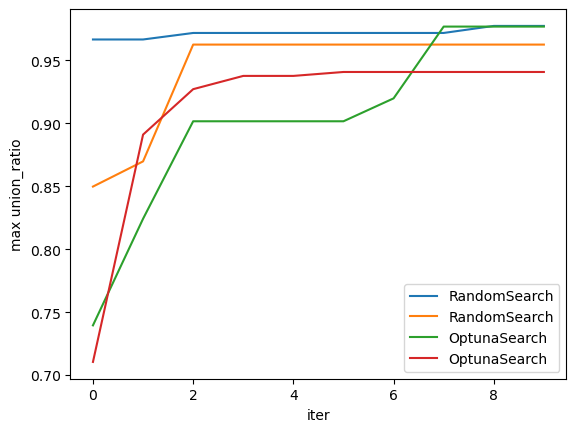 0.95
0.90
0.85
0.80
0.75
0.70
max union_ratio
0 2 4 6 8
iter
RandomSearch
RandomSearch
OptunaSearch
OptunaSearch